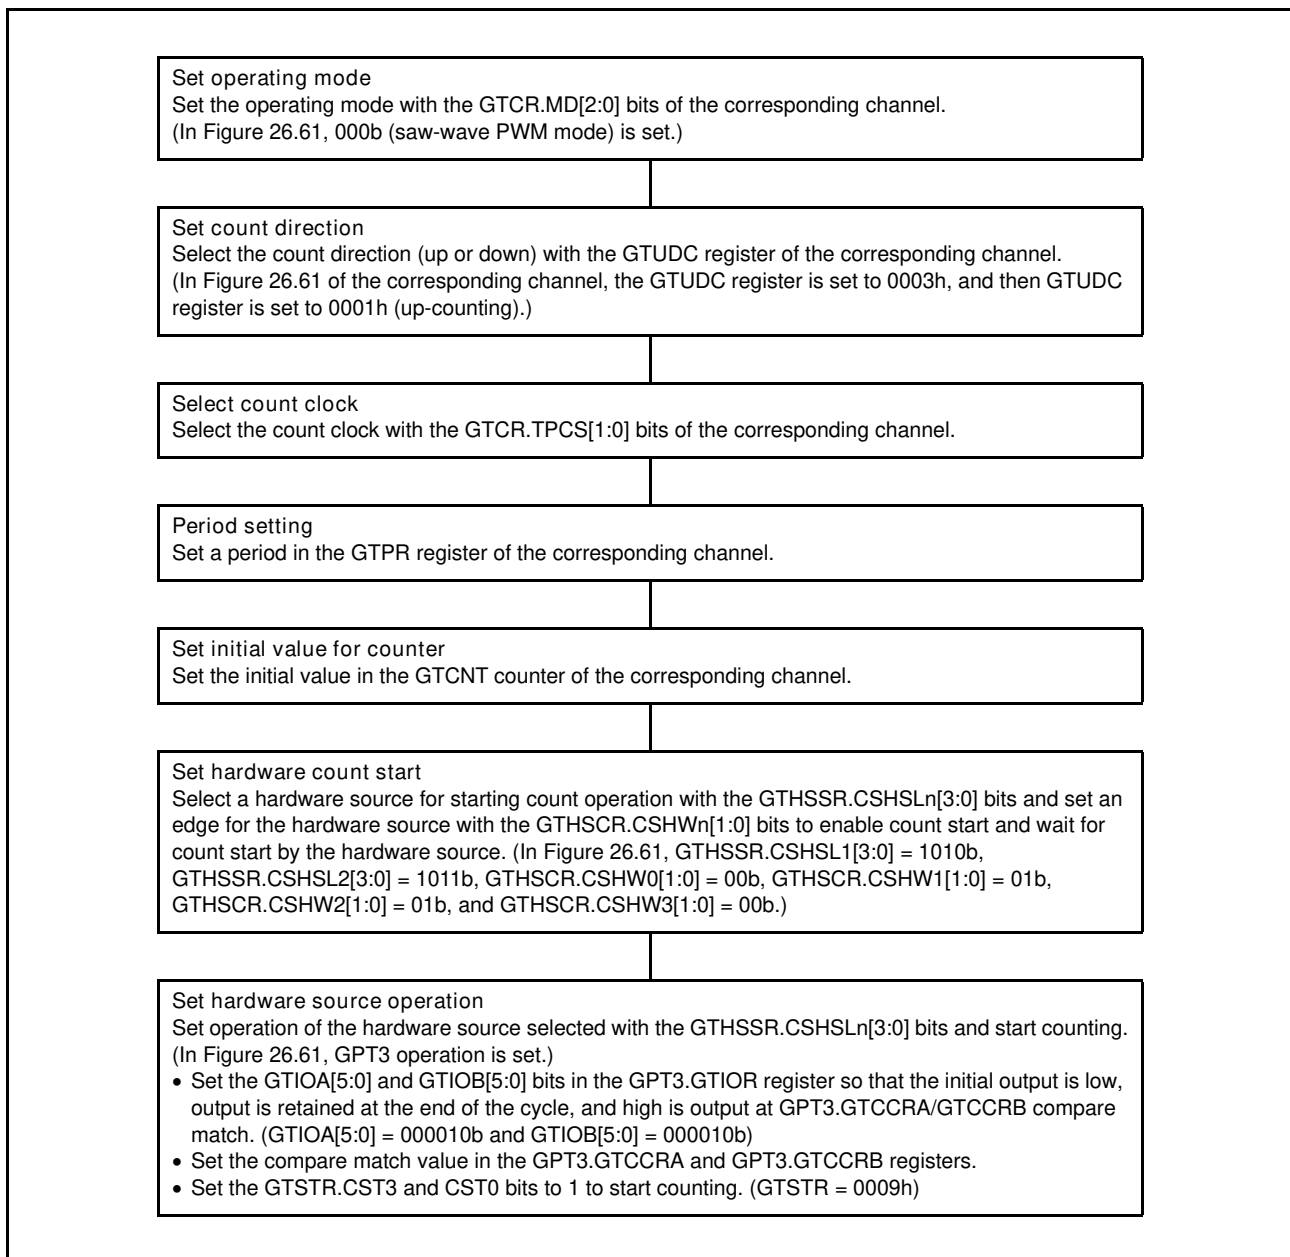 Set operating mode
Set the operating mode with the GTCR.MD[2:0] bits of the corresponding channel.
(In Figure 26.61, 000b (saw-wave PWM mode) is set.)
Set count direction
Select the count direction (up or down) with the GTUDC register of the corresponding channel.
(In Figure 26.61 of the corresponding channel, the GTUDC register is set to 0003h, and then GTUDC
register is set to 0001h (up-counting).)
Select count clock
Select the count clock with the GTCR.TPCS[1:0] bits of the corresponding channel.
Period setting
Set a period in the GTPR register of the corresponding channel.
Set initial value for counter
Set the initial value in the GTCNT counter of the corresponding channel.
Set hardware count start
Select a hardware source for starting count operation with the GTHSSR.CSHSLn[3:0] bits and set an
edge for the hardware source with the GTHSCR.CSHWn[1:0] bits to enable count start and wait for
count start by the hardware source. (In Figure 26.61, GTHSSR.CSHSL1[3:0] = 1010b,
GTHSSR.CSHSL2[3:0] = 1011b, GTHSCR.CSHW0[1:0] = 00b, GTHSCR.CSHW1[1:0] = 01b,
GTHSCR.CSHW2[1:0] = 01b, and GTHSCR.CSHW3[1:0] = 00b.)
Set hardware source operation
Set operation of the hardware source selected with the GTHSSR.CSHSLn[3:0] bits and start counting.
(In Figure 26.61, GPT3 operation is set.)
• Set the GTIOA[5:0] and GTIOB[5:0] bits in the GPT3.GTIOR register so that the initial output is low,
output is retained at the end of the cycle, and high is output at GPT3.GTCCRA/GTCCRB compare
match. (GTIOA[5:0] = 000010b and GTIOB[5:0] = 000010b)
• Set the compare match value in the GPT3.GTCCRA and GPT3.GTCCRB registers.
• Set the GTSTR.CST3 and CST0 bits to 1 to start counting. (GTSTR = 0009h)